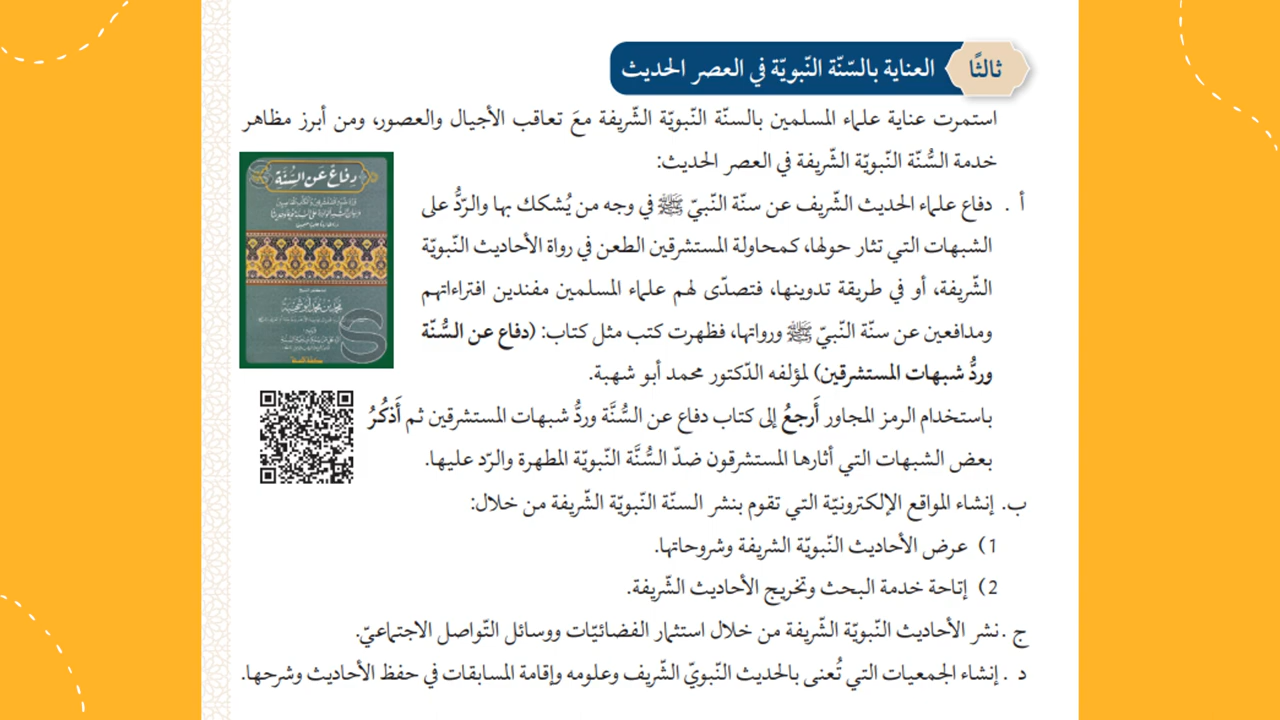 ثالثًا
العناية بالسّنّة النّبويّة في العصر الحديث
استمرت عناية علماء المسلمين بالسنّة النّبويّة الشّريفة معَ تعاقب الأجيال والعصور، ومن أبرز مظاهر
خدمة السُّنّة النّبويّة الشّريفة في العصر الحديث:
أ . دفاع علماء الحديث الشّريف عن سنّة النّبيّ ﷺ في وجه من يُشكك بها والردُّ على
الشبهات التي تثار حولها، كمحاولة المستشرقين الطعن في رواة الأحاديث النّبويّة
الشّريفة، أو في طريقة تدوينها، فتصدّى لهم علماء المسلمين مفندين افتراءاتهم
ومدافعين عن سنّة النّبيّ ﷺ ورواتها، فظهرت كتب مثل كتاب: (دفاع عن السُّنّة
وردُّ شبهات المستشرقين) لمؤلفه الدّكتور محمد أبو شهبة.
باستخدام الرمز المجاور أَرجعُ إلى كتاب دفاع عن السُّنَّة وردُّ شبهات المستشرقين ثم أَذكُرُ
بعض الشبهات التي أثارها المستشرقون ضدّ السُّنَّة النّبويّة المطهرة والرّد عليها.
ب. إنشاء المواقع الإلكترونيّة التي تقوم بنشر السنّة النّبويّة الشّريفة من خلال:
1) عرض الأحاديث النّبويّة الشريفة وشروحاتها.
2) إتاحة خدمة البحث وتخريج الأحاديث الشّريفة.
ج .نشر الأحاديث النّبويّة الشّريفة من خلال استثمار الفضائيّات ووسائل التّواصل الاجتماعيّ.
د . إنشاء الجمعيات التي تُعنى بالحديث النّبويّ الشّريف وعلومه وإقامة المسابقات في حفظ الأحاديث وشرحها.
دفاعٌ عَن السُّنَّة
محمد بن محمد أبو شهبة